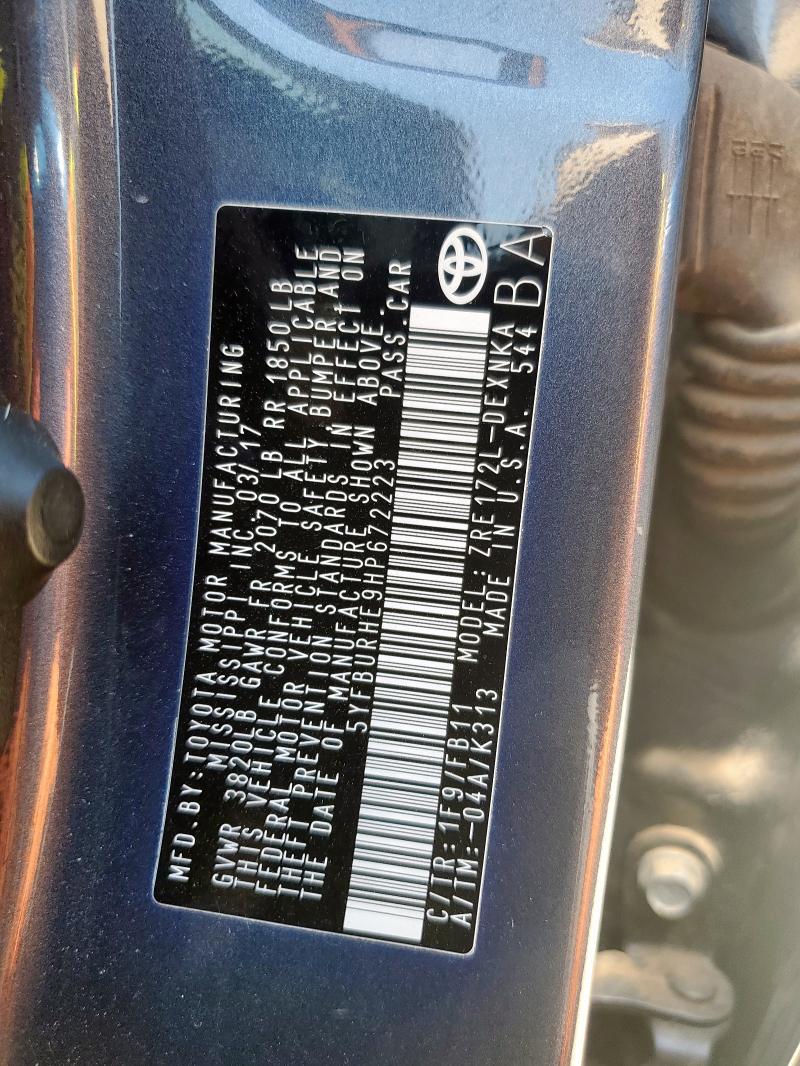 MFD.BY:TOYOTA MOTOR MANUFACTURING
MISSISSIPPI INC. 03/17
GVWR 3820LB GAWR FR 2070 LB RR 1850 LB
THIS VEHICLE CONFORMS TO ALL APPLICABLE
FEDERAL MOTOR VEHICLE SAFETY, BUMPER, AND
THEFT PREVENTION STANDARDS IN EFFECT ON
THE DATE OF MANUFACTURE SHOWN ABOVE.
5YFBURHE9HP672223 PASS.CAR
C/TR:1F9/FB11 MODEL:ZRE172L-DEXNKA
A/TM:-04A/K313 MADE IN U.S.A. 544
BA